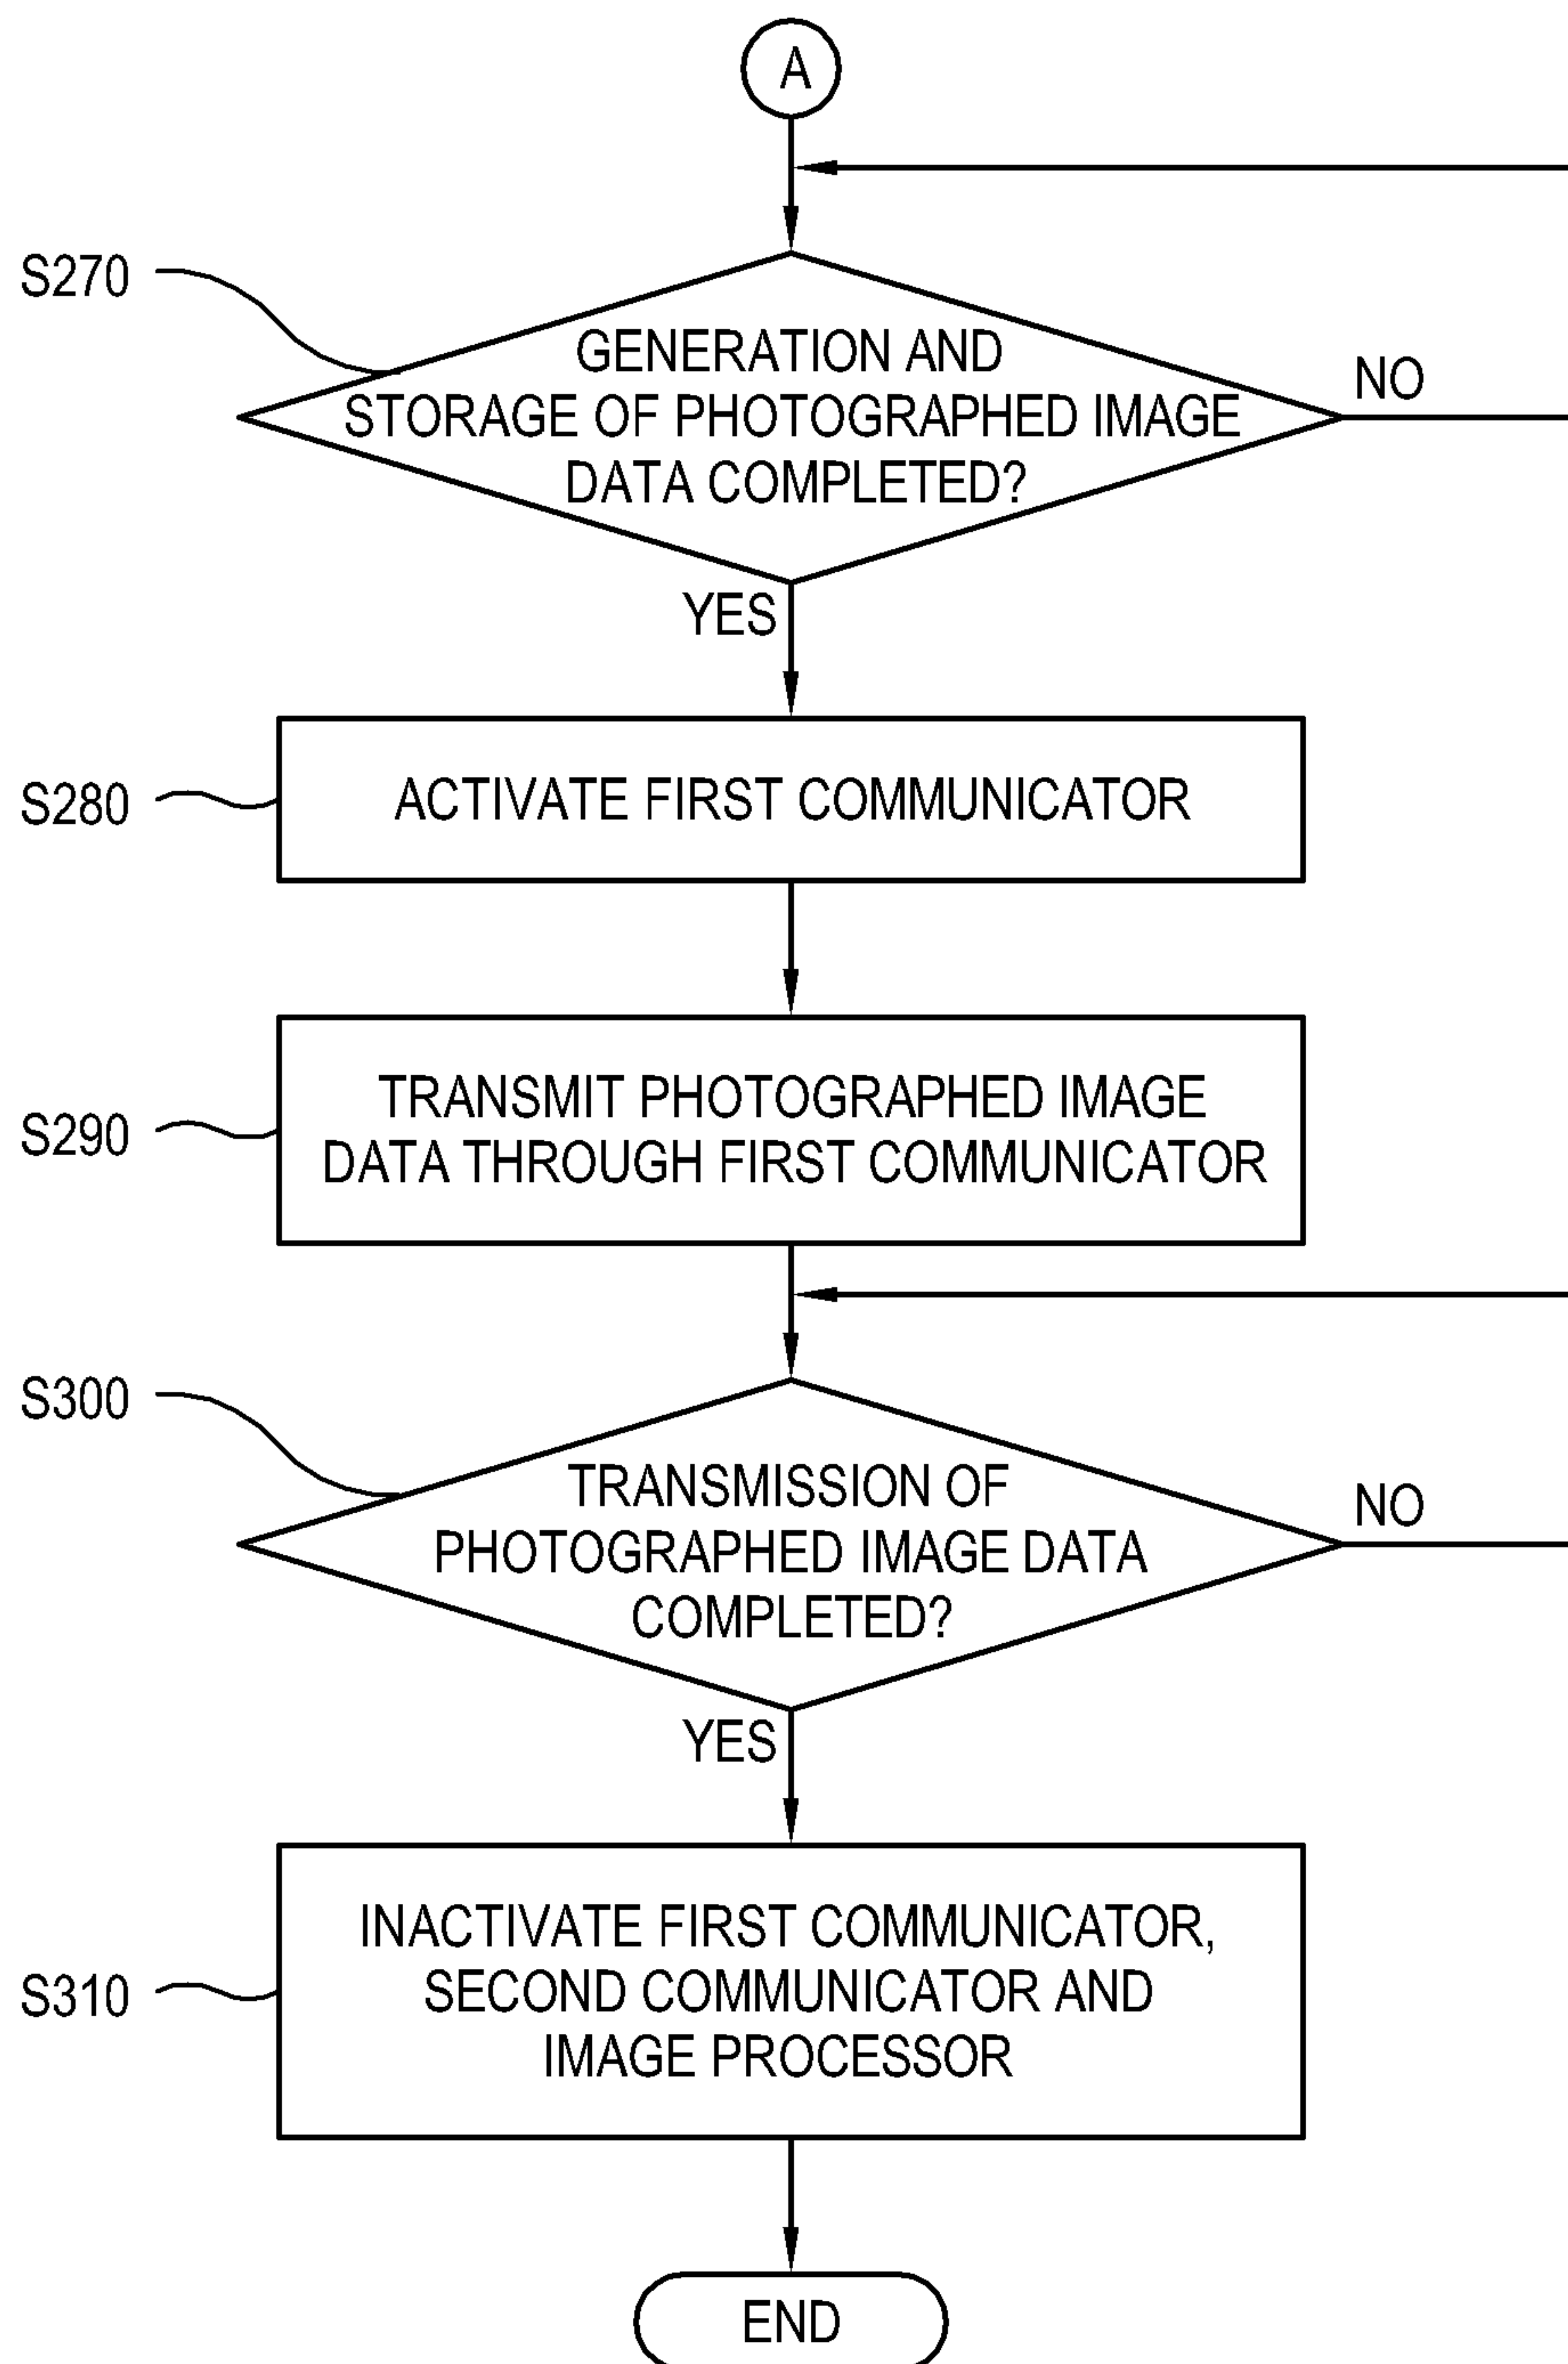 A
S270
GENERATION AND
STORAGE OF PHOTOGRAPHED IMAGE
DATA COMPLETED?
NO
YES
S280
ACTIVATE FIRST COMMUNICATOR
S290
TRANSMIT PHOTOGRAPHED IMAGE
DATA THROUGH FIRST COMMUNICATOR
S300
TRANSMISSION OF
PHOTOGRAPHED IMAGE DATA
COMPLETED?
NO
YES
S310
INACTIVATE FIRST COMMUNICATOR,
SECOND COMMUNICATOR AND
IMAGE PROCESSOR
END